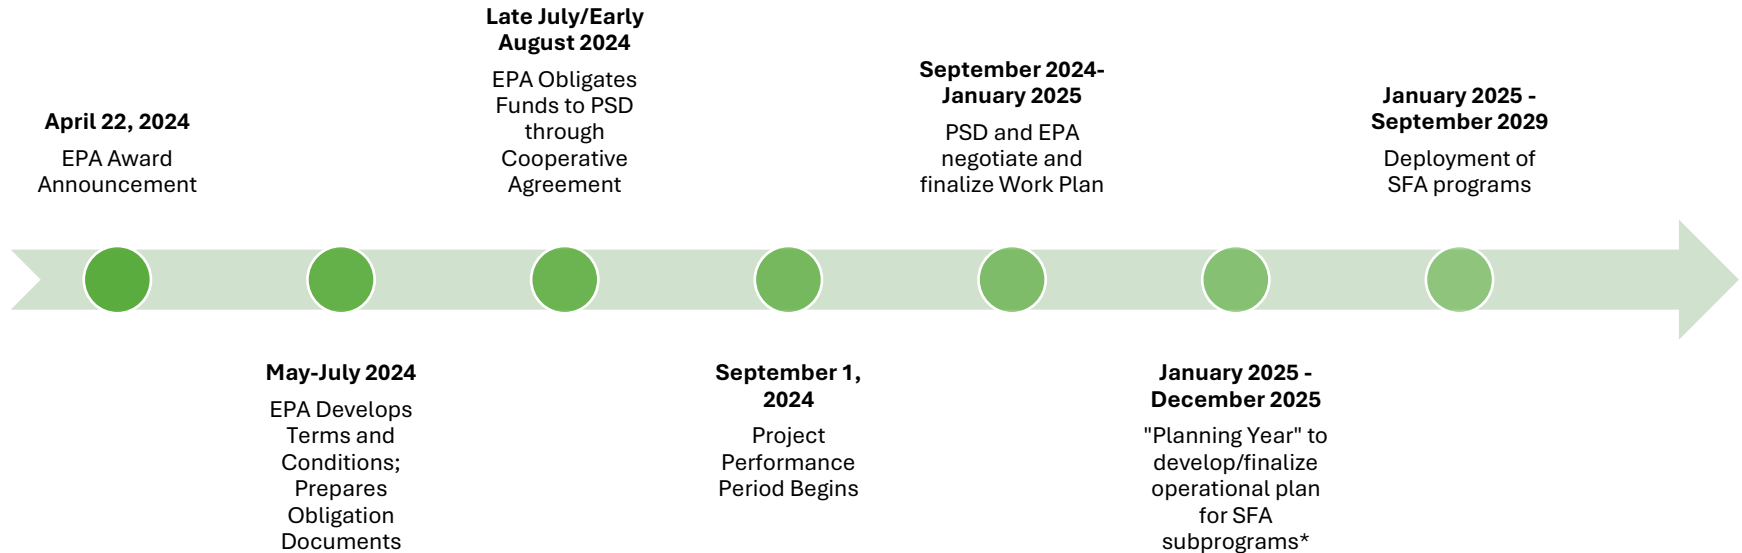 April 22, 2024
EPA Award
Announcement
May-July 2024
EPA Develops
Terms and
Conditions;
Prepares
Obligation
Documents
Late July/Early
August 2024
EPA Obligates
Funds to PSD
through
Cooperative
Agreement
September 1,
2024
Project
Performance
Period Begins
September 2024-
January 2025
PSD and EPA
negotiate and
finalize Work Plan
January 2025 -
December 2025
"Planning Year" to
develop/finalize
operational plan
for SFA
subprograms*
January 2025 -
September 2029
Deployment of
SFA programs